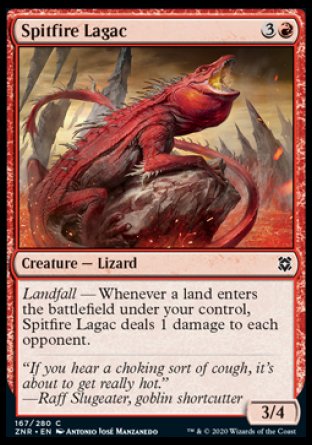 Spitfire Lagac 3
Creature — Lizard
Landfall — Whenever a land enters
the battlefield under your control,
Spitfire Lagac deals 1 damage to each
opponent.
“If you hear a choking sort of cough, it’s
about to get really hot.”
—Raff Slugeater, goblin shortcutter
3/4
167/280 C
ZNR • EN Antonio José Manzanedo ™ & © 2020 Wizards of the Coast